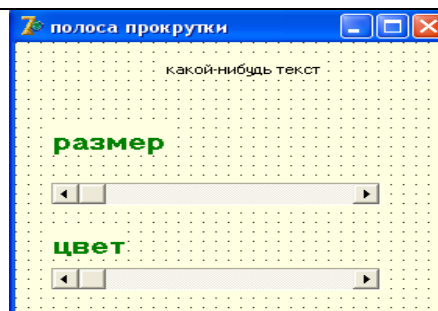 полоса прокрутки
какой-нибудь текст
размер
цвет